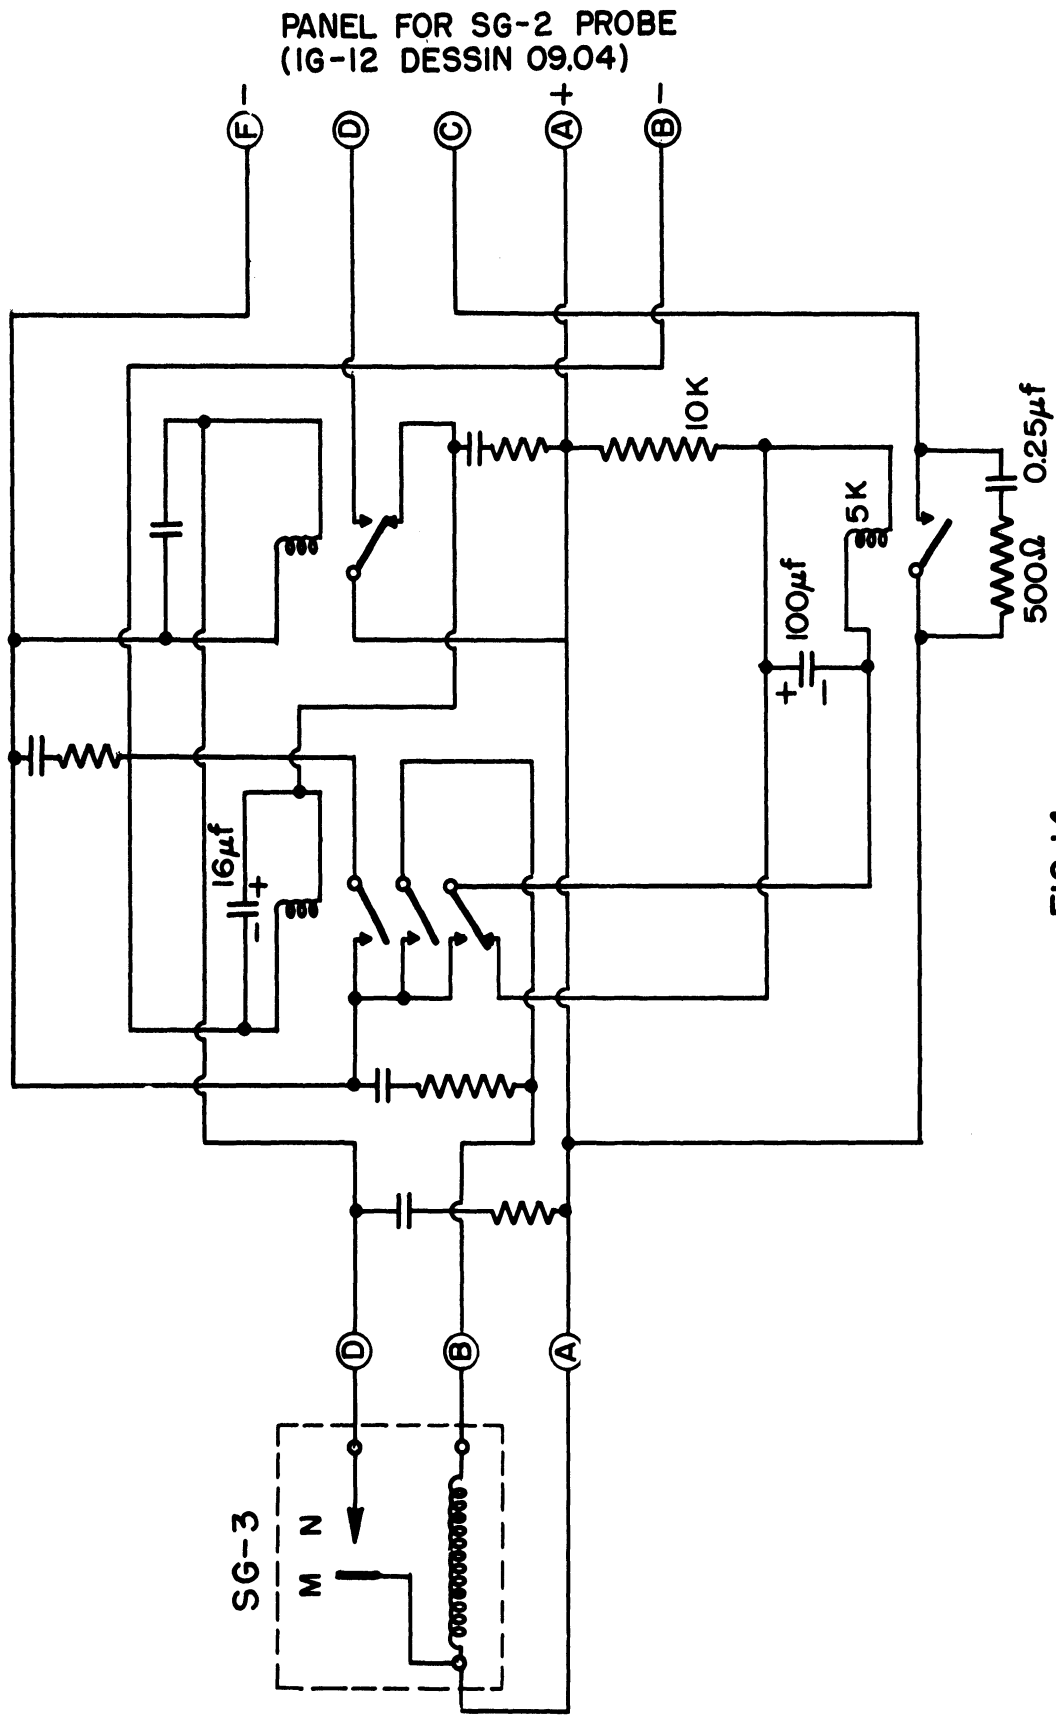 PANEL FOR SG-2 PROBE
(IG-12 DESSIN 09.04)
F -
D
C
A +
B -
10K
5K
100µf
+
-
0.25µf
500Ω
16µf
- +
D
B
A
SG-3
M N